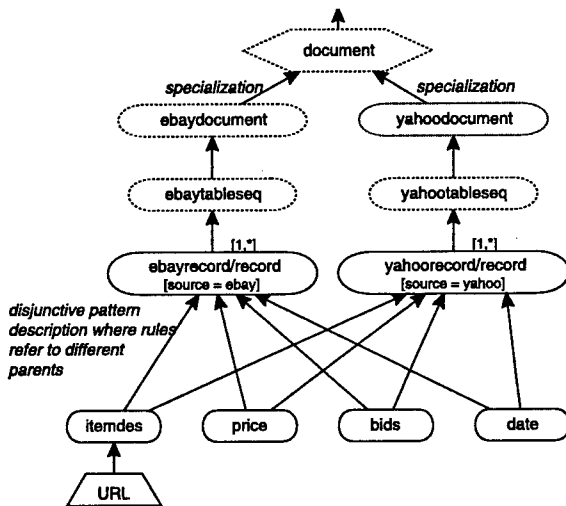 document
specialization
specialization
ebaydocument
yahoodocument
ebaytableseq
yahootableseq
[1,*]
[1,*]
ebayrecord/record
[source = ebay]
yahoorecord/record
[source = yahoo]
disjunctive pattern
description where rules
refer to different
parents
itemdes
price
bids
date
URL